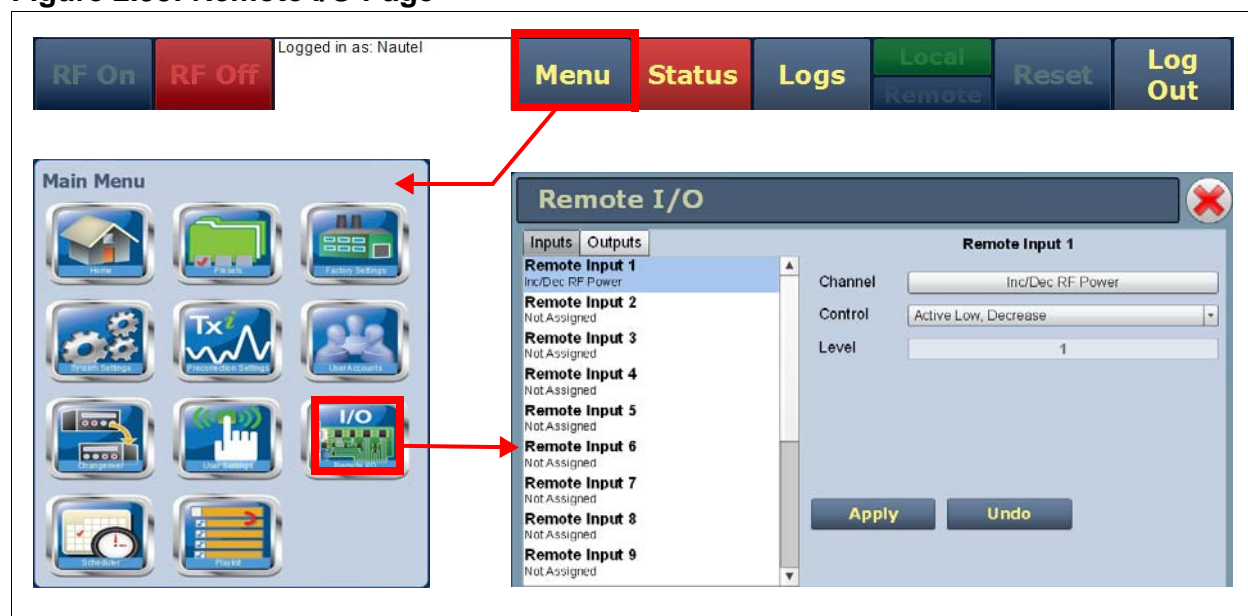 Figure 2.53: Remote I/O Page
RF On
RF Off
Logged in as: Nautel
Menu
Status
Logs
Local
Remote
Reset
Log
Out
Main Menu
Home
Presets
Factory Settings
System Settings
Tx i
Precorrection Settings
User Accounts
Changeover
User Settings
I/O
Remote I/O
Scheduler
Playlist
Remote I/O
Inputs
Outputs
Remote Input 1
Inc/Dec RF Power
Remote Input 2
Not Assigned
Remote Input 3
Not Assigned
Remote Input 4
Not Assigned
Remote Input 5
Not Assigned
Remote Input 6
Not Assigned
Remote Input 7
Not Assigned
Remote Input 8
Not Assigned
Remote Input 9
Not Assigned
Remote Input 1
Channel
Inc/Dec RF Power
Control
Active Low, Decrease
Level
1
Apply
Undo